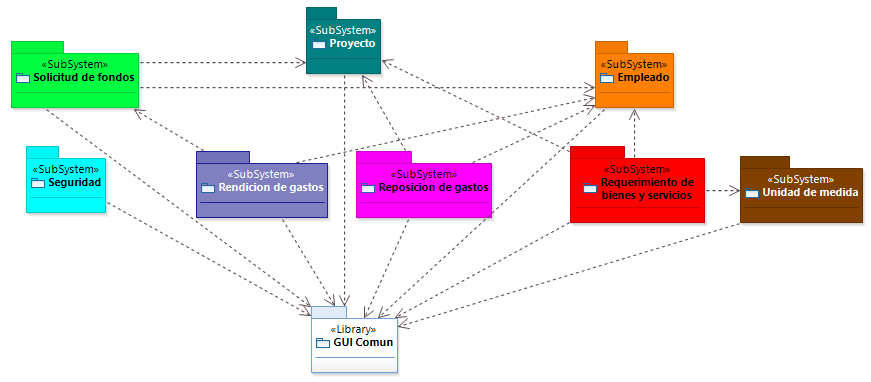 «SubSystem»
Proyecto
«SubSystem»
Solicitud de fondos
«SubSystem»
Empleado
«SubSystem»
Seguridad
«SubSystem»
Rendicion de gastos
«SubSystem»
Reposicion de gastos
«SubSystem»
Requerimiento de
bienes y servicios
«SubSystem»
Unidad de medida
«Library»
GUI Comun